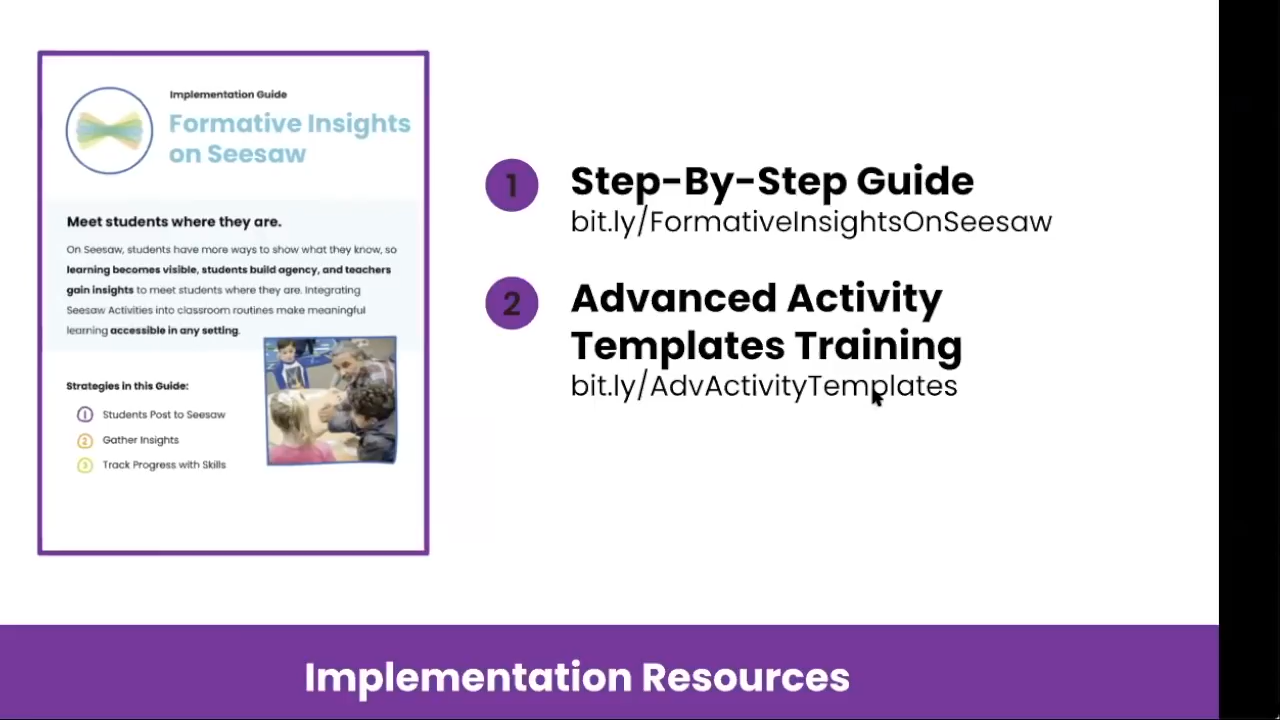 Implementation Guide
Formative Insights
on Seesaw
Meet students where they are.
On Seesaw, students have more ways to show what they know, so
learning becomes visible, students build agency, and teachers
gain insights to meet students where they are. Integrating
Seesaw Activities into classroom routines make meaningful
learning accessible in any setting.
Strategies in this Guide:
1 Students Post to Seesaw
2 Gather Insights
3 Track Progress with Skills
1 Step-By-Step Guide
bit.ly/FormativeInsightsOnSeesaw
2 Advanced Activity
Templates Training
bit.ly/AdvActivityTemplates
Implementation Resources